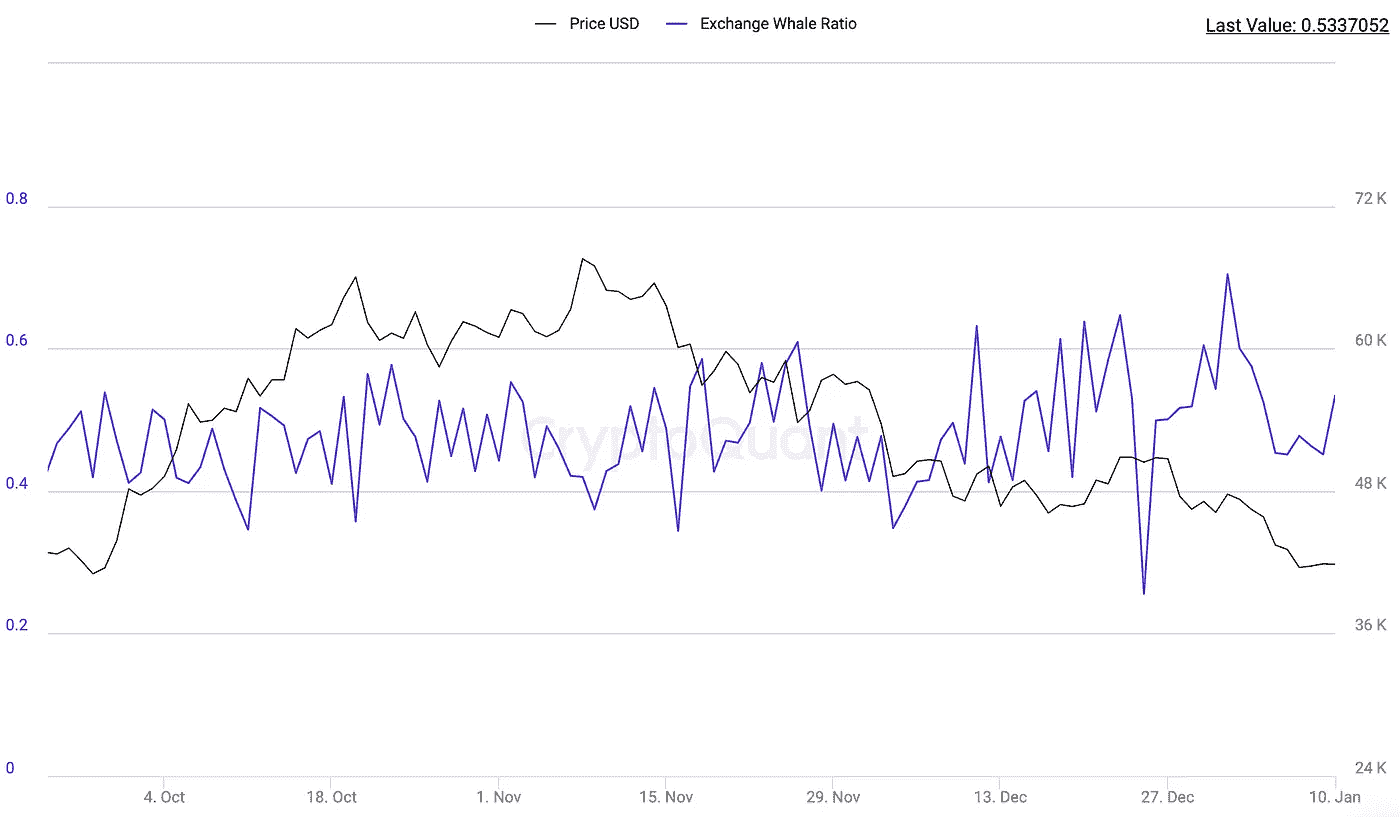 Price USD Exchange Whale Ratio Last Value: 0.5337052
0.8 72 K
0.6 60 K
CryptoQuant
0.4 48 K
0.2 36 K
0 24 K
4. Oct 18. Oct 1. Nov 15. Nov 29. Nov 13. Dec 27. Dec 10. Jan